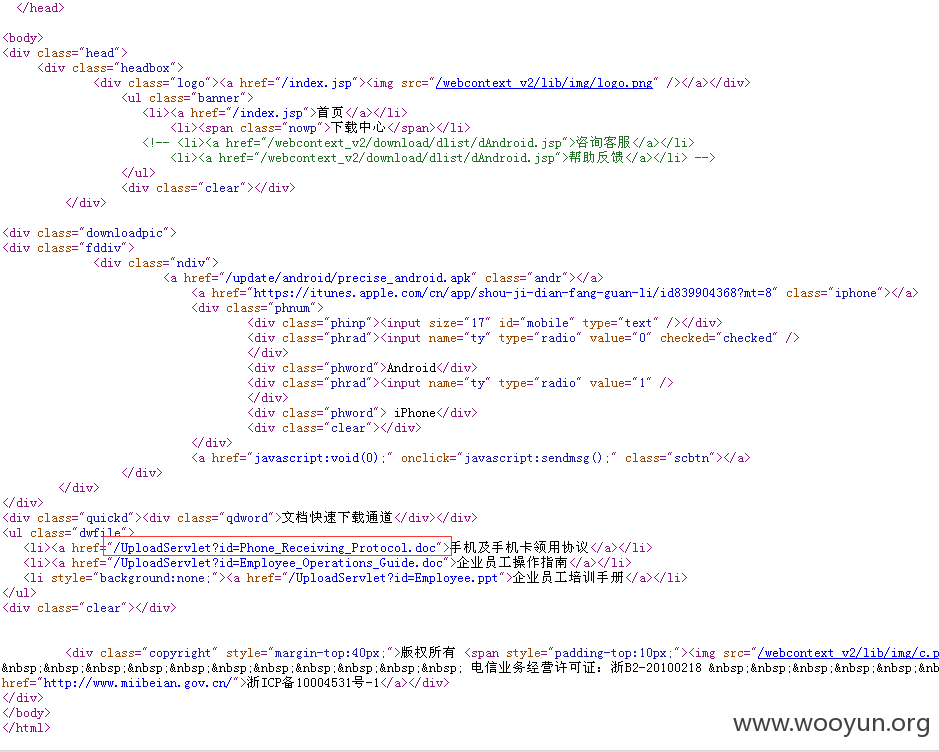 </head>
<body>
<div class="head">
<div class="headbox">
<div class="logo"><a href="/index.jsp"><img src="/webcontext_v2/lib/img/logo.png" /></a></div>
<ul class="banner">
<li><a href="/index.jsp">首页</a></li>
<li><span class="nowp">下载中心</span></li>
<!-- <li><a href="/webcontext_v2/download/dlist/dAndroid.jsp">咨询客服</a></li>
<li><a href="/webcontext_v2/download/dlist/dAndroid.jsp">帮助反馈</a></li> -->
</ul>
<div class="clear"></div>
</div>
<div class="downloadpic">
<div class="fddiv">
<div class="ndiv">
<a href="/update/android/precise_android.apk" class="andr"></a>
<a href="https://itunes.apple.com/cn/app/shou-ji-dian-fang-guan-li/id839904368?mt=8" class="iphone"></a>
<div class="phnum">
<div class="phinp"><input size="17" id="mobile" type="text" /></div>
<div class="phrad"><input name="ty" type="radio" value="0" checked="checked" />
</div>
<div class="phword">Android</div>
<div class="phrad"><input name="ty" type="radio" value="1" />
</div>
<div class="phword"> iPhone</div>
<div class="clear"></div>
</div>
<a href="javascript:void(0);" onclick="javascript:sendmsg();" class="scbtn"></a>
</div>
</div>
</div>
<div class="quickd"><div class="qdword">文档快速下载通道</div></div>
<ul class="dwfile">
<li><a href="/UploadServlet?id=Phone_Receiving_Protocol.doc">手机及手机卡领用协议</a></li>
<li><a href="/UploadServlet?id=Employee_Operations_Guide.doc">企业员工操作指南</a></li>
<li style="background:none;"><a href="/UploadServlet?id=Employee.ppt">企业员工培训手册</a></li>
</ul>
<div class="clear"></div>
<div class="copyright" style="margin-top:40px;">版权所有 <span style="padding-top:10px;"><img src="/webcontext_v2/lib/img/c.p
&nbsp;&nbsp;&nbsp;&nbsp;&nbsp;&nbsp;&nbsp;&nbsp;&nbsp;&nbsp;&nbsp; 电信业务经营许可证：浙B2-20100218 &nbsp;&nbsp;&nbsp;&nbsp;&nbsp;&nb
href="http://www.miibeian.gov.cn/">浙ICP备10004531号-1</a></div>
</div>
</body>
</html>
www.wooyun.org